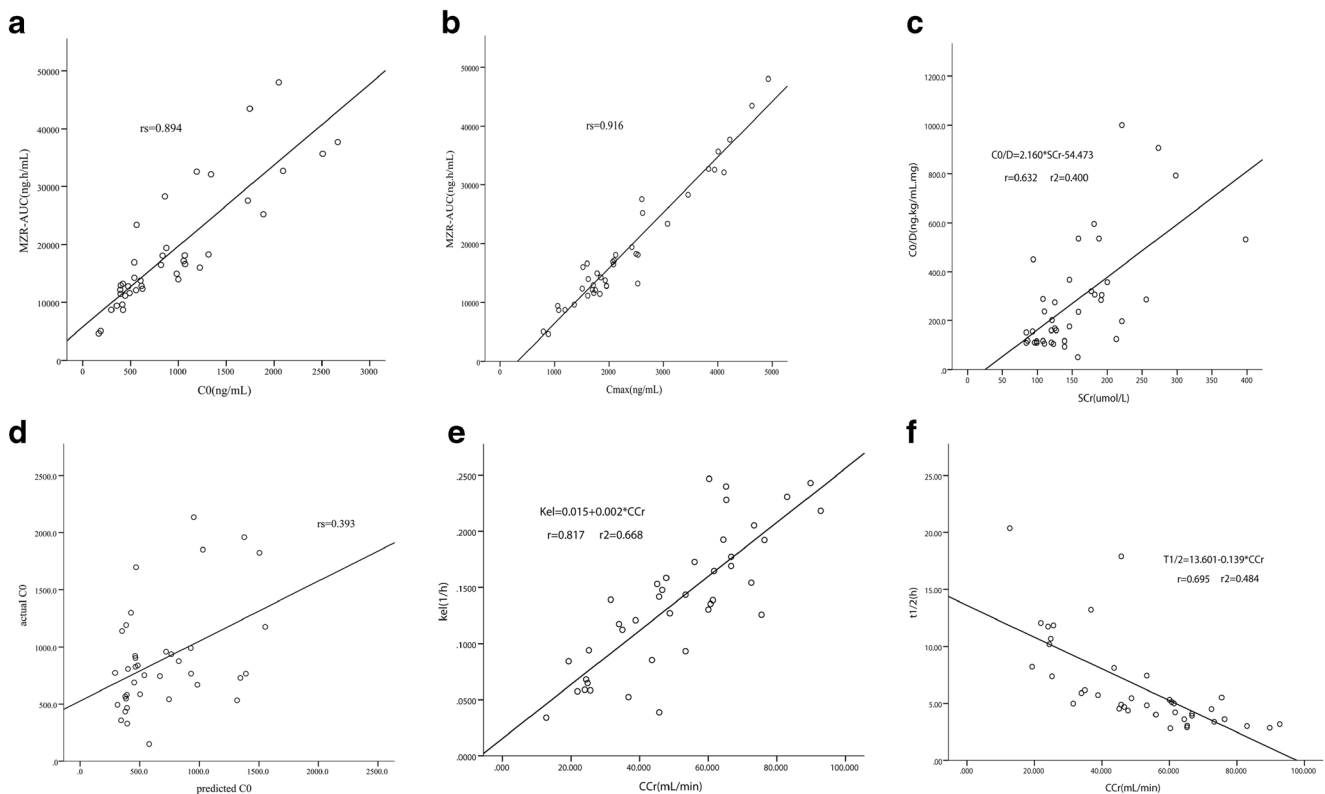 a
MZR-AUC(ng.h/mL)
50000
40000
30000
20000
10000
0
rs=0.894
0 500 1000 1500 2000 2500 3000
C0(ng/mL)
b
MZR-AUC(ng.h/mL)
50000
40000
30000
20000
10000
0
rs=0.916
0 1000 2000 3000 4000 5000
Cmax(ng/mL)
c
C0/D(ng.kg/mL.mg)
1200.0
1000.0
800.0
600.0
400.0
200.0
.0
C0/D=2.160*SCr-54.473
r=0.632 r2=0.400
0 50 100 150 200 250 300 350 400
SCr(umol/L)
d
actual C0
2500.0
2000.0
1500.0
1000.0
500.0
.0
rs=0.393
.0 500.0 1000.0 1500.0 2000.0 2500.0
predicted C0
e
kel(1/h)
.2500
.2000
.1500
.1000
.0500
.0000
Kel=0.015+0.002*CCr
r=0.817 r2=0.668
.000 20.000 40.000 60.000 80.000 100.000
CCr(mL/min)
f
t1/2(h)
25.00
20.00
15.00
10.00
5.00
.00
T1/2=13.601-0.139*CCr
r=0.695 r2=0.484
.000 20.000 40.000 60.000 80.000 100.000
CCr(mL/min)